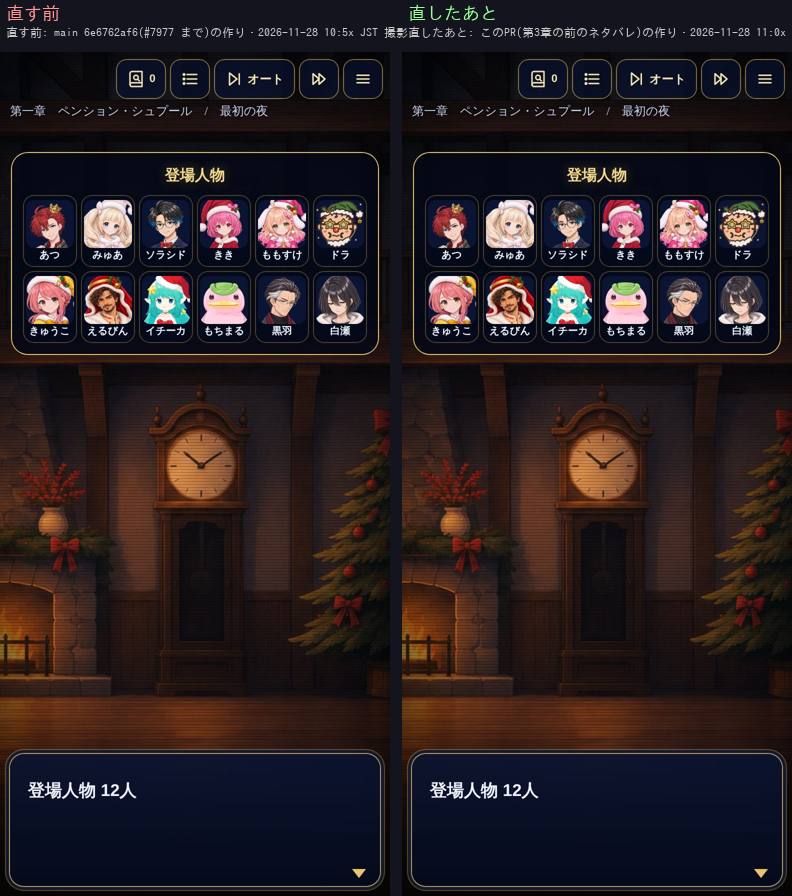 直す前
直す前: main 6e6762af6(#7977 まで)の作り・2026-11-28 10:5x JST 撮影
0
オート
第一章 ペンション・シュプール / 最初の夜
登場人物
あつ みゅあ ソラシド きき ももすけ ドラ
きゅうこ えるびん イチーカ もちまる 黒羽 白瀬
登場人物 12人
直したあと
直したあと: このPR(第3章の前のネタバレ)の作り・2026-11-28 11:0x
0
オート
第一章 ペンション・シュプール / 最初の夜
登場人物
あつ みゅあ ソラシド きき ももすけ ドラ
きゅうこ えるびん イチーカ もちまる 黒羽 白瀬
登場人物 12人